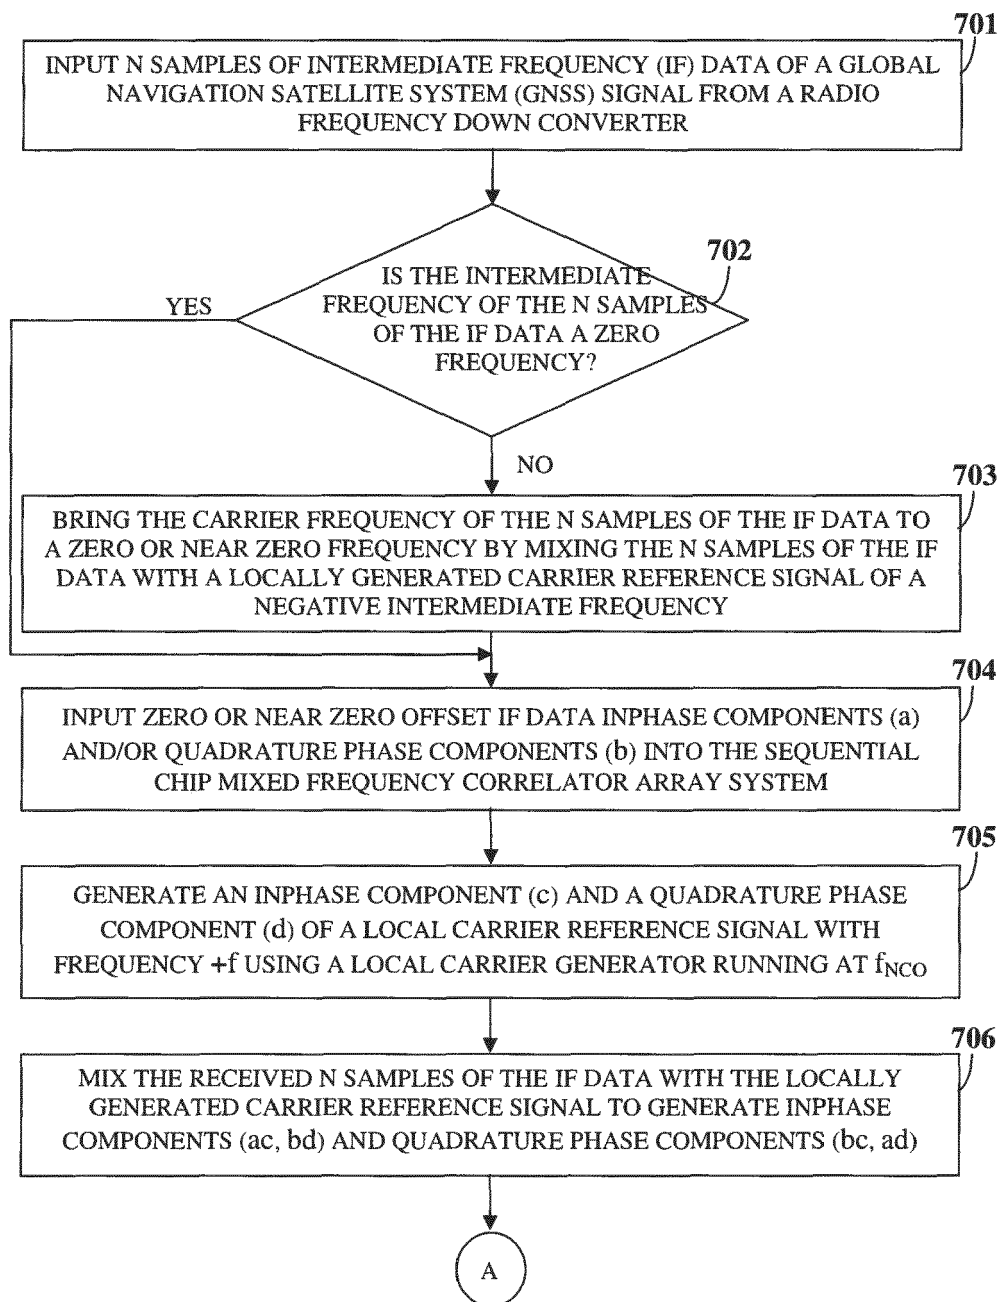 701
INPUT N SAMPLES OF INTERMEDIATE FREQUENCY (IF) DATA OF A GLOBAL
NAVIGATION SATELLITE SYSTEM (GNSS) SIGNAL FROM A RADIO
FREQUENCY DOWN CONVERTER
702
IS THE INTERMEDIATE
FREQUENCY OF THE N SAMPLES
OF THE IF DATA A ZERO
FREQUENCY?
YES
NO
703
BRING THE CARRIER FREQUENCY OF THE N SAMPLES OF THE IF DATA TO
A ZERO OR NEAR ZERO FREQUENCY BY MIXING THE N SAMPLES OF THE IF
DATA WITH A LOCALLY GENERATED CARRIER REFERENCE SIGNAL OF A
NEGATIVE INTERMEDIATE FREQUENCY
704
INPUT ZERO OR NEAR ZERO OFFSET IF DATA INPHASE COMPONENTS (a)
AND/OR QUADRATURE PHASE COMPONENTS (b) INTO THE SEQUENTIAL
CHIP MIXED FREQUENCY CORRELATOR ARRAY SYSTEM
705
GENERATE AN INPHASE COMPONENT (c) AND A QUADRATURE PHASE
COMPONENT (d) OF A LOCAL CARRIER REFERENCE SIGNAL WITH
FREQUENCY +f USING A LOCAL CARRIER GENERATOR RUNNING AT fNCO
706
MIX THE RECEIVED N SAMPLES OF THE IF DATA WITH THE LOCALLY
GENERATED CARRIER REFERENCE SIGNAL TO GENERATE INPHASE
COMPONENTS (ac, bd) AND QUADRATURE PHASE COMPONENTS (bc, ad)
A